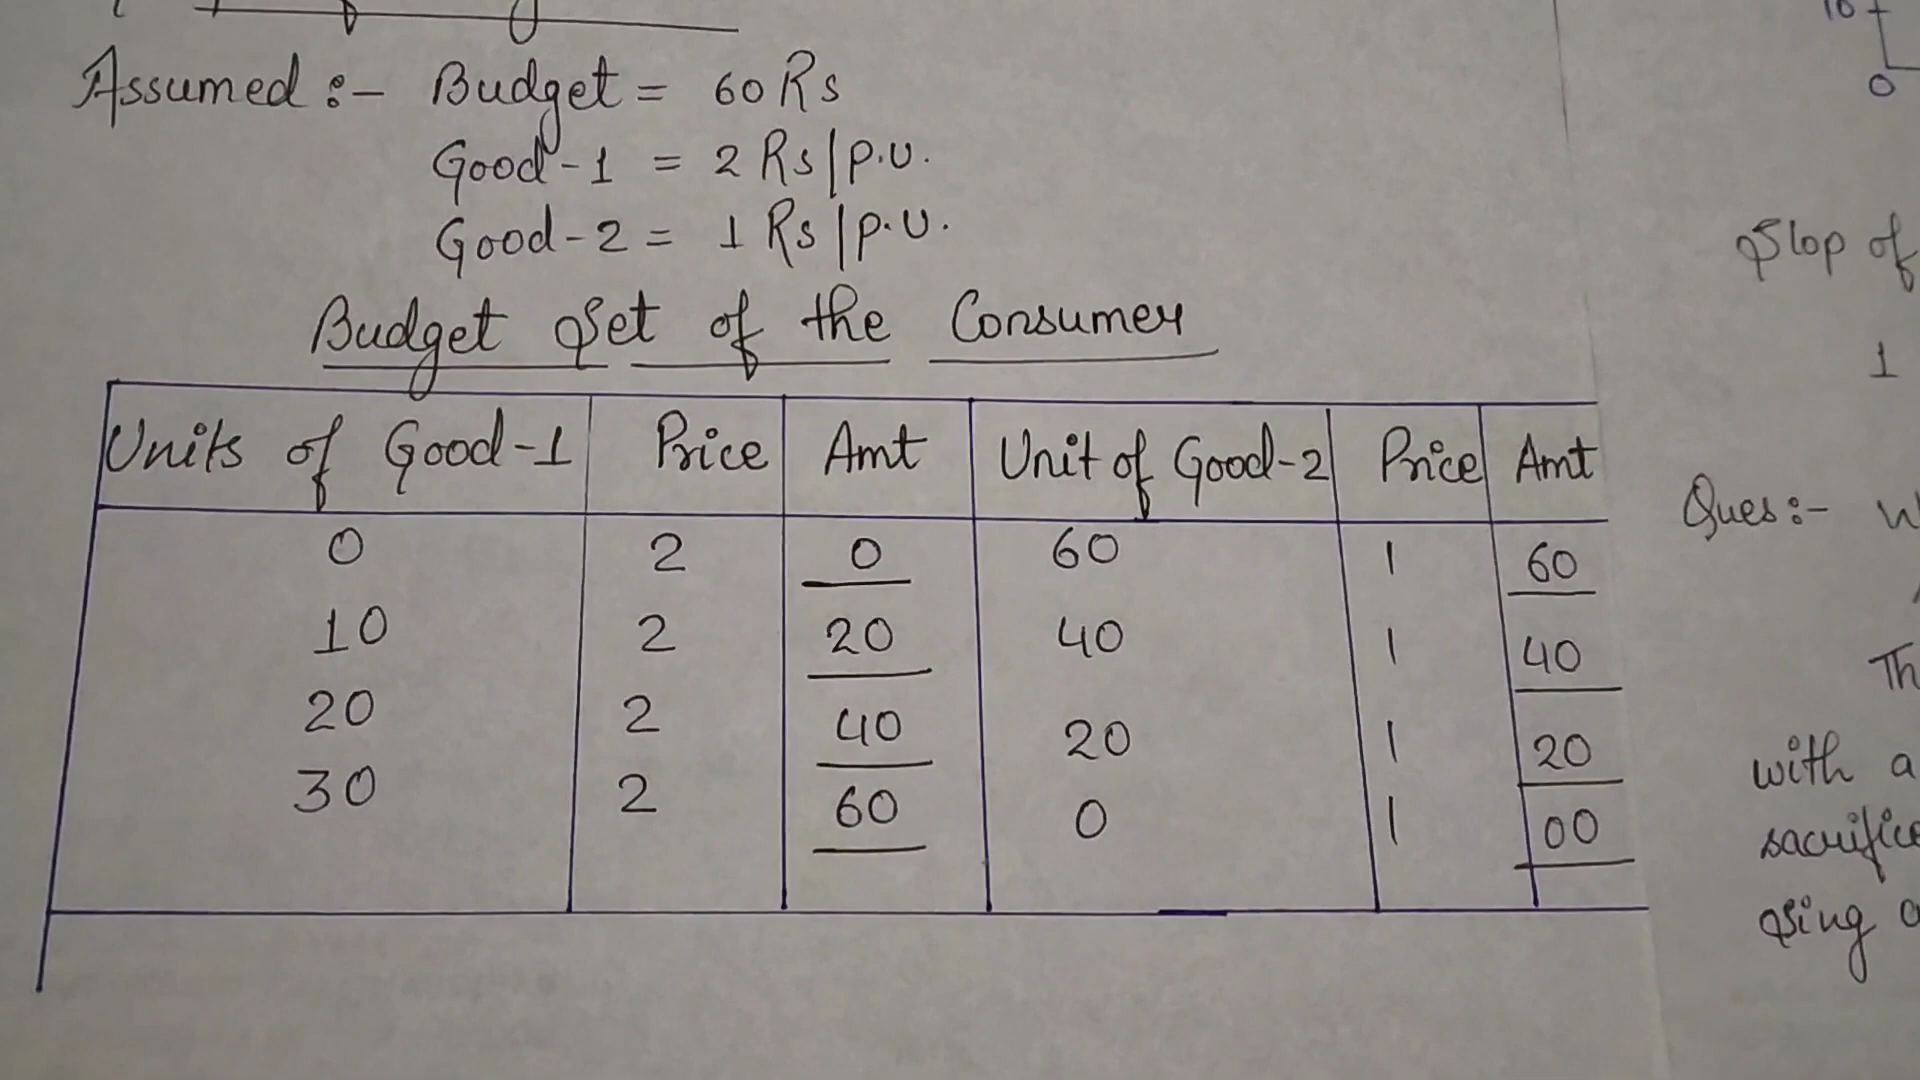 Assumed :- Budget = 60 Rs
Good-1 = 2 Rs/p.u.
Good-2 = 1 Rs/p.u.
Budget Set of the Consumer
Units of Good-1 Price Amt Unit of Good-2 Price Amt
0 2 0 60 1 60
10 2 20 40 1 40
20 2 40 20 1 20
30 2 60 0 1 00
10
0
Slop of
1
Ques:-
Th
with a
sacrifice